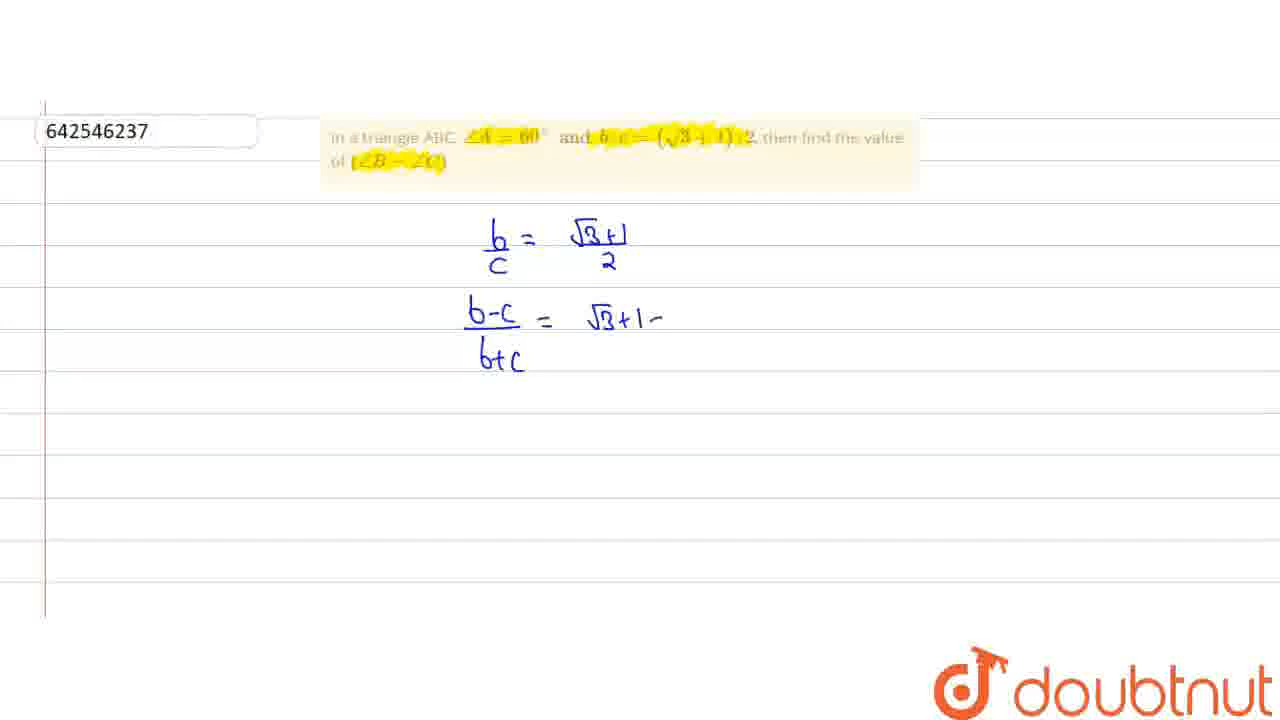 642546237
In a triangle ABC, ∠A = 60° and b : c = (√3 + 1) : 2, then find the value
of (∠B − ∠C)
b/c = √3+1/2
b-c/b+c = √3+1-
doubtnut